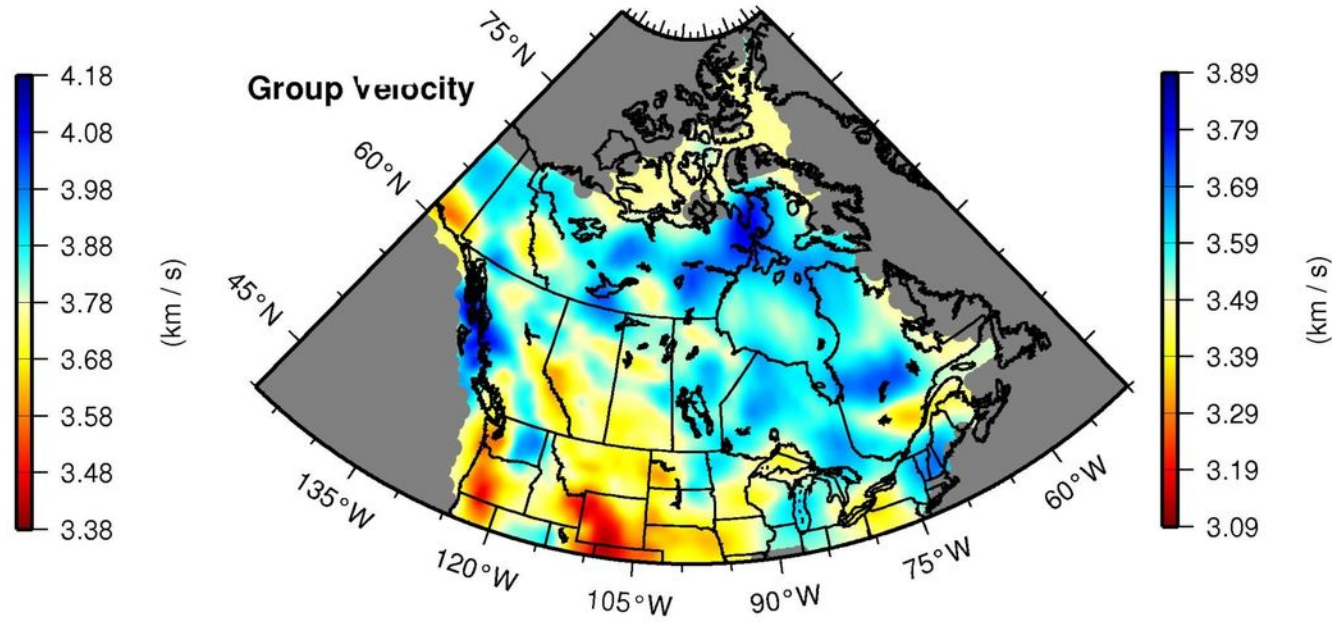 Group Velocity
4.18
4.08
3.98
3.88
3.78
3.68
3.58
3.48
3.38
(km / s)
75°N
60°N
45°N
135°W
120°W
105°W
90°W
75°W
60°W
3.89
3.79
3.69
3.59
3.49
3.39
3.29
3.19
3.09
(km / s)